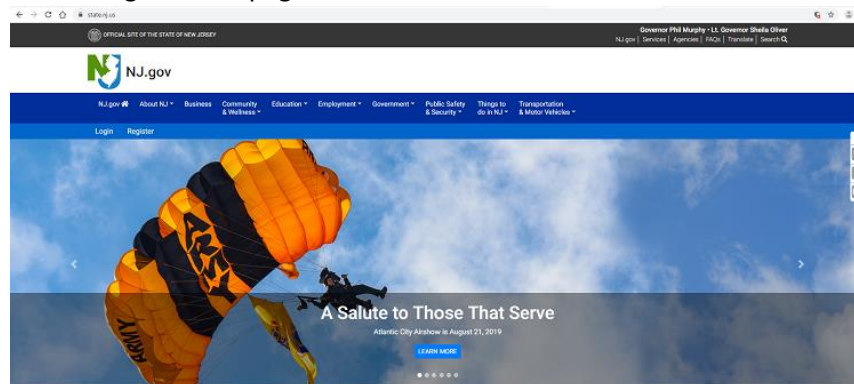 state.nj.us
OFFICIAL SITE OF THE STATE OF NEW JERSEY
Governor Phil Murphy • Lt. Governor Sheila Oliver
NJ.gov | Services | Agencies | FAQs | Translate | Search
NJ NJ.gov
NJ.gov About NJ Business Community & Wellness Education Employment Government Public Safety & Security Things to do in NJ Transportation & Motor Vehicles
Login Register
ARMY
ARMY
A Salute to Those That Serve
Atlantic City Airshow is August 21, 2019
LEARN MORE